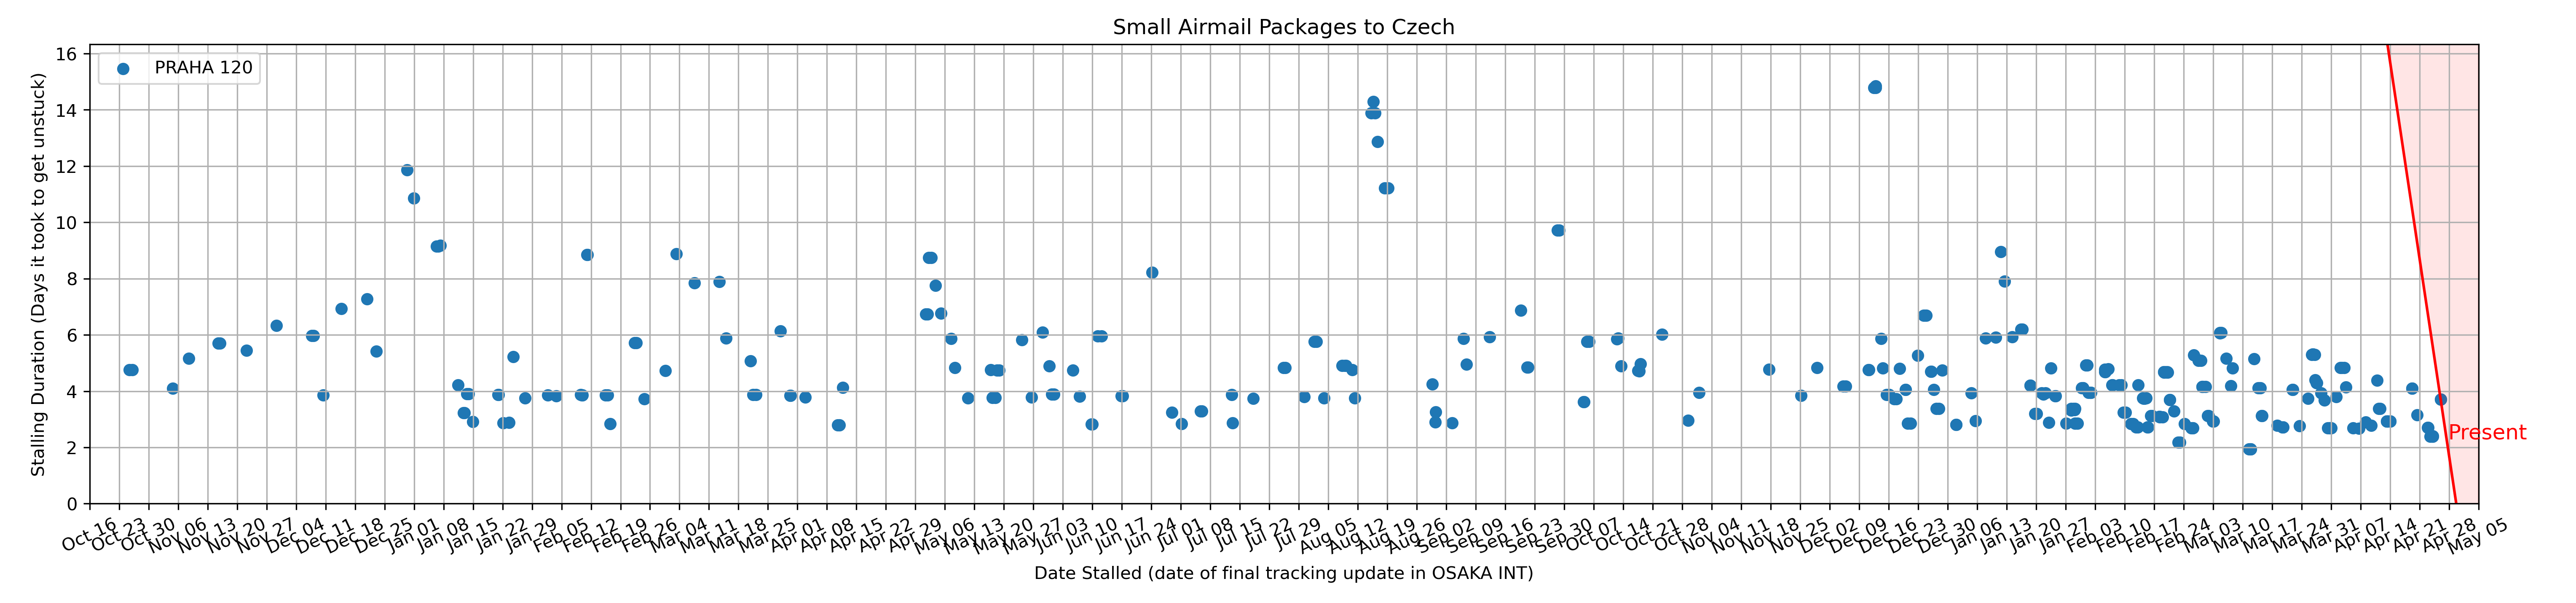 Small Airmail Packages to Czech
PRAHA 120
Stalling Duration (Days it took to get unstuck)
16
14
12
10
8
6
4
2
0
Present
Oct 16 Oct 23 Oct 30 Nov 06 Nov 13 Nov 20 Nov 27 Dec 04 Dec 11 Dec 18 Dec 25 Jan 01 Jan 08 Jan 15 Jan 22 Jan 29 Feb 05 Feb 12 Feb 19 Feb 26 Mar 04 Mar 11 Mar 18 Mar 25 Apr 01 Apr 08 Apr 15 Apr 22 Apr 29 May 06 May 13 May 20 May 27 Jun 03 Jun 10 Jun 17 Jun 24 Jul 01 Jul 08 Jul 15 Jul 22 Jul 29 Aug 05 Aug 12 Aug 19 Aug 26 Sep 02 Sep 09 Sep 16 Sep 23 Sep 30 Oct 07 Oct 14 Oct 21 Oct 28 Nov 04 Nov 11 Nov 18 Nov 25 Dec 02 Dec 09 Dec 16 Dec 23 Dec 30 Jan 06 Jan 13 Jan 20 Jan 27 Feb 03 Feb 10 Feb 17 Feb 24 Mar 03 Mar 10 Mar 17 Mar 24 Mar 31 Apr 07 Apr 14 Apr 21 Apr 28 May 05
Date Stalled (date of final tracking update in OSAKA INT)